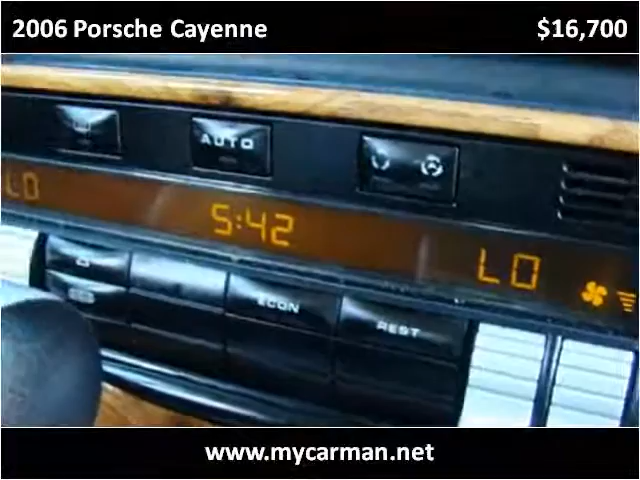 2006 Porsche Cayenne $16,700
AUTO
LO 5:42 LO
ECON REST
www.mycarman.net